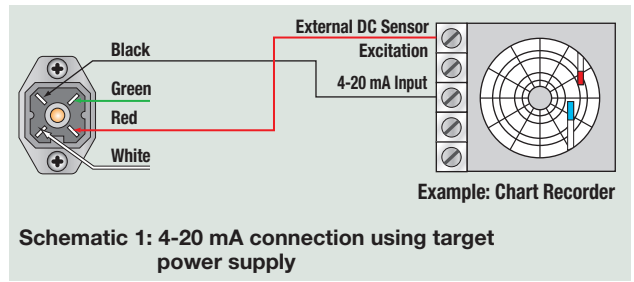 External DC Sensor
Excitation
4-20 mA Input
Black
Green
Red
White
Example: Chart Recorder
Schematic 1: 4-20 mA connection using target
power supply